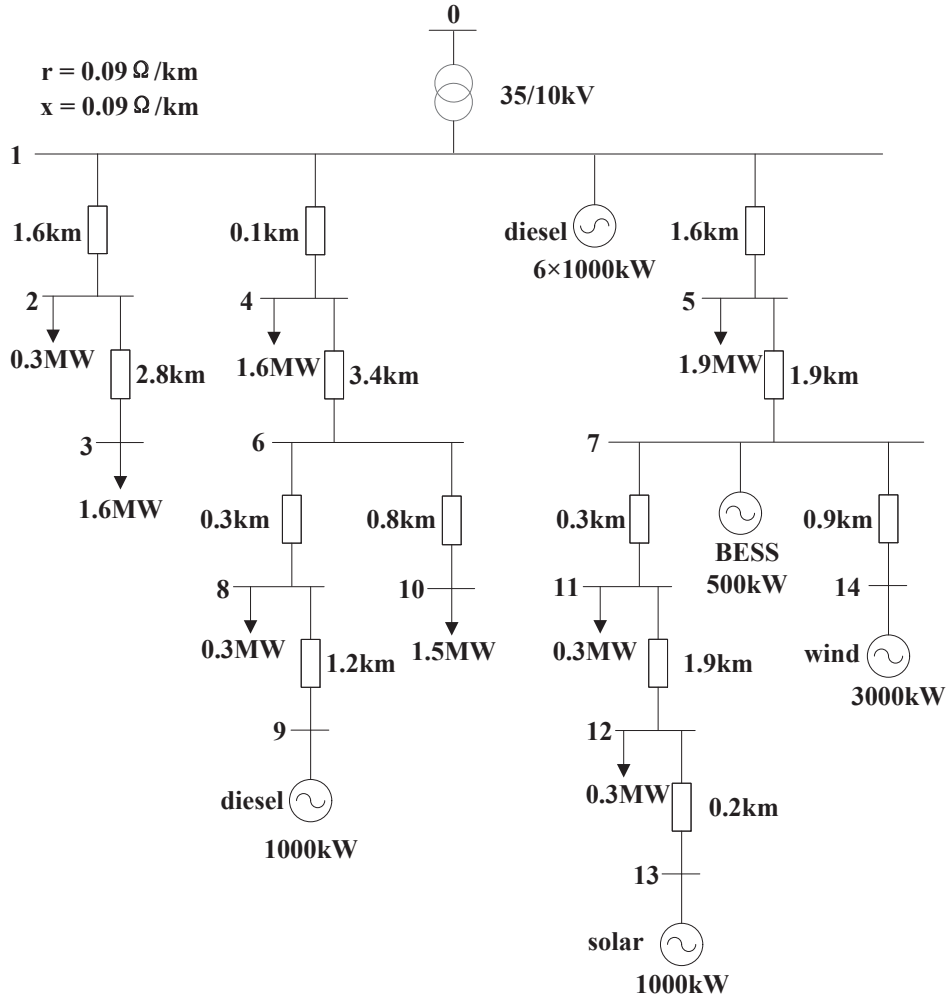 0
r = 0.09 Ω /km
x = 0.09 Ω /km
35/10kV
1
1.6km
0.1km
diesel
6×1000kW
1.6km
2
4
5
0.3MW
2.8km
1.6MW
3.4km
1.9MW
1.9km
3
6
7
1.6MW
0.3km
0.8km
0.3km
BESS
500kW
0.9km
8
10
11
14
0.3MW
1.2km
1.5MW
0.3MW
1.9km
wind
3000kW
9
12
diesel
1000kW
0.3MW
0.2km
13
solar
1000kW